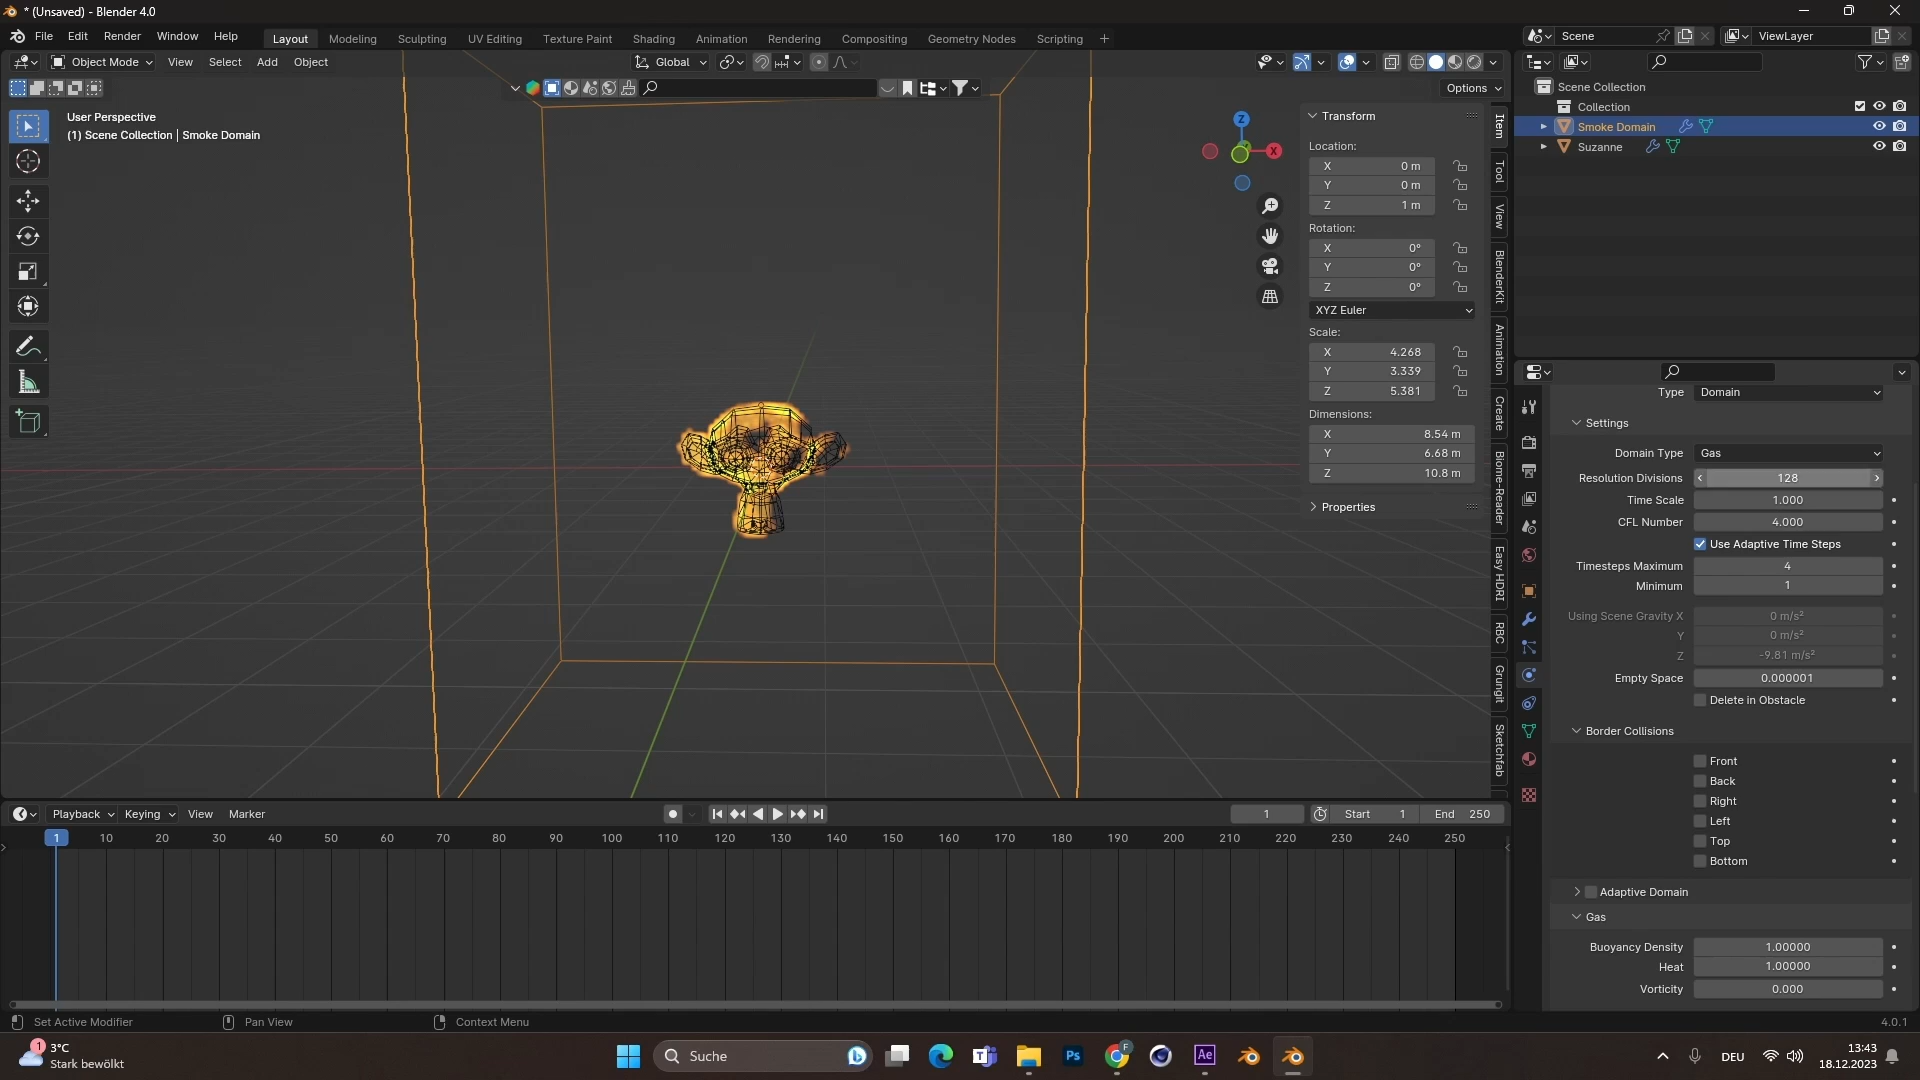 * (Unsaved) - Blender 4.0
File Edit Render Window Help
Layout Modeling Sculpting UV Editing Texture Paint Shading Animation Rendering Compositing Geometry Nodes Scripting +
Scene
ViewLayer
Object Mode View Select Add Object
Global
Options
User Perspective
(1) Scene Collection | Smoke Domain
Z
X
Transform
Location:
X 0 m
Y 0 m
Z 1 m
Rotation:
X 0°
Y 0°
Z 0°
XYZ Euler
Scale:
X 4.268
Y 3.339
Z 5.381
Dimensions:
X 8.54 m
Y 6.68 m
Z 10.8 m
Properties
Item
Tool
View
BlenderKit
Animation
Create
Biome-Reader
Easy HDRI
RBC
Grungit
Sketchfab
Scene Collection
Collection
Smoke Domain
Suzanne
Type Domain
Settings
Domain Type Gas
Resolution Divisions 128
Time Scale 1.000
CFL Number 4.000
Use Adaptive Time Steps
Timesteps Maximum 4
Minimum 1
Using Scene Gravity X 0 m/s²
Y 0 m/s²
Z -9.81 m/s²
Empty Space 0.000001
Delete in Obstacle
Border Collisions
Front
Back
Right
Left
Top
Bottom
Adaptive Domain
Gas
Buoyancy Density 1.00000
Heat 1.00000
Vorticity 0.000
Playback Keying View Marker
1
Start 1
End 250
1 10 20 30 40 50 60 70 80 90 100 110 120 130 140 150 160 170 180 190 200 210 220 230 240 250
Set Active Modifier
Pan View
Context Menu
4.0.1
1
3°C
Stark bewölkt
Suche
Ps
F
Ae
DEU
13:43
18.12.2023